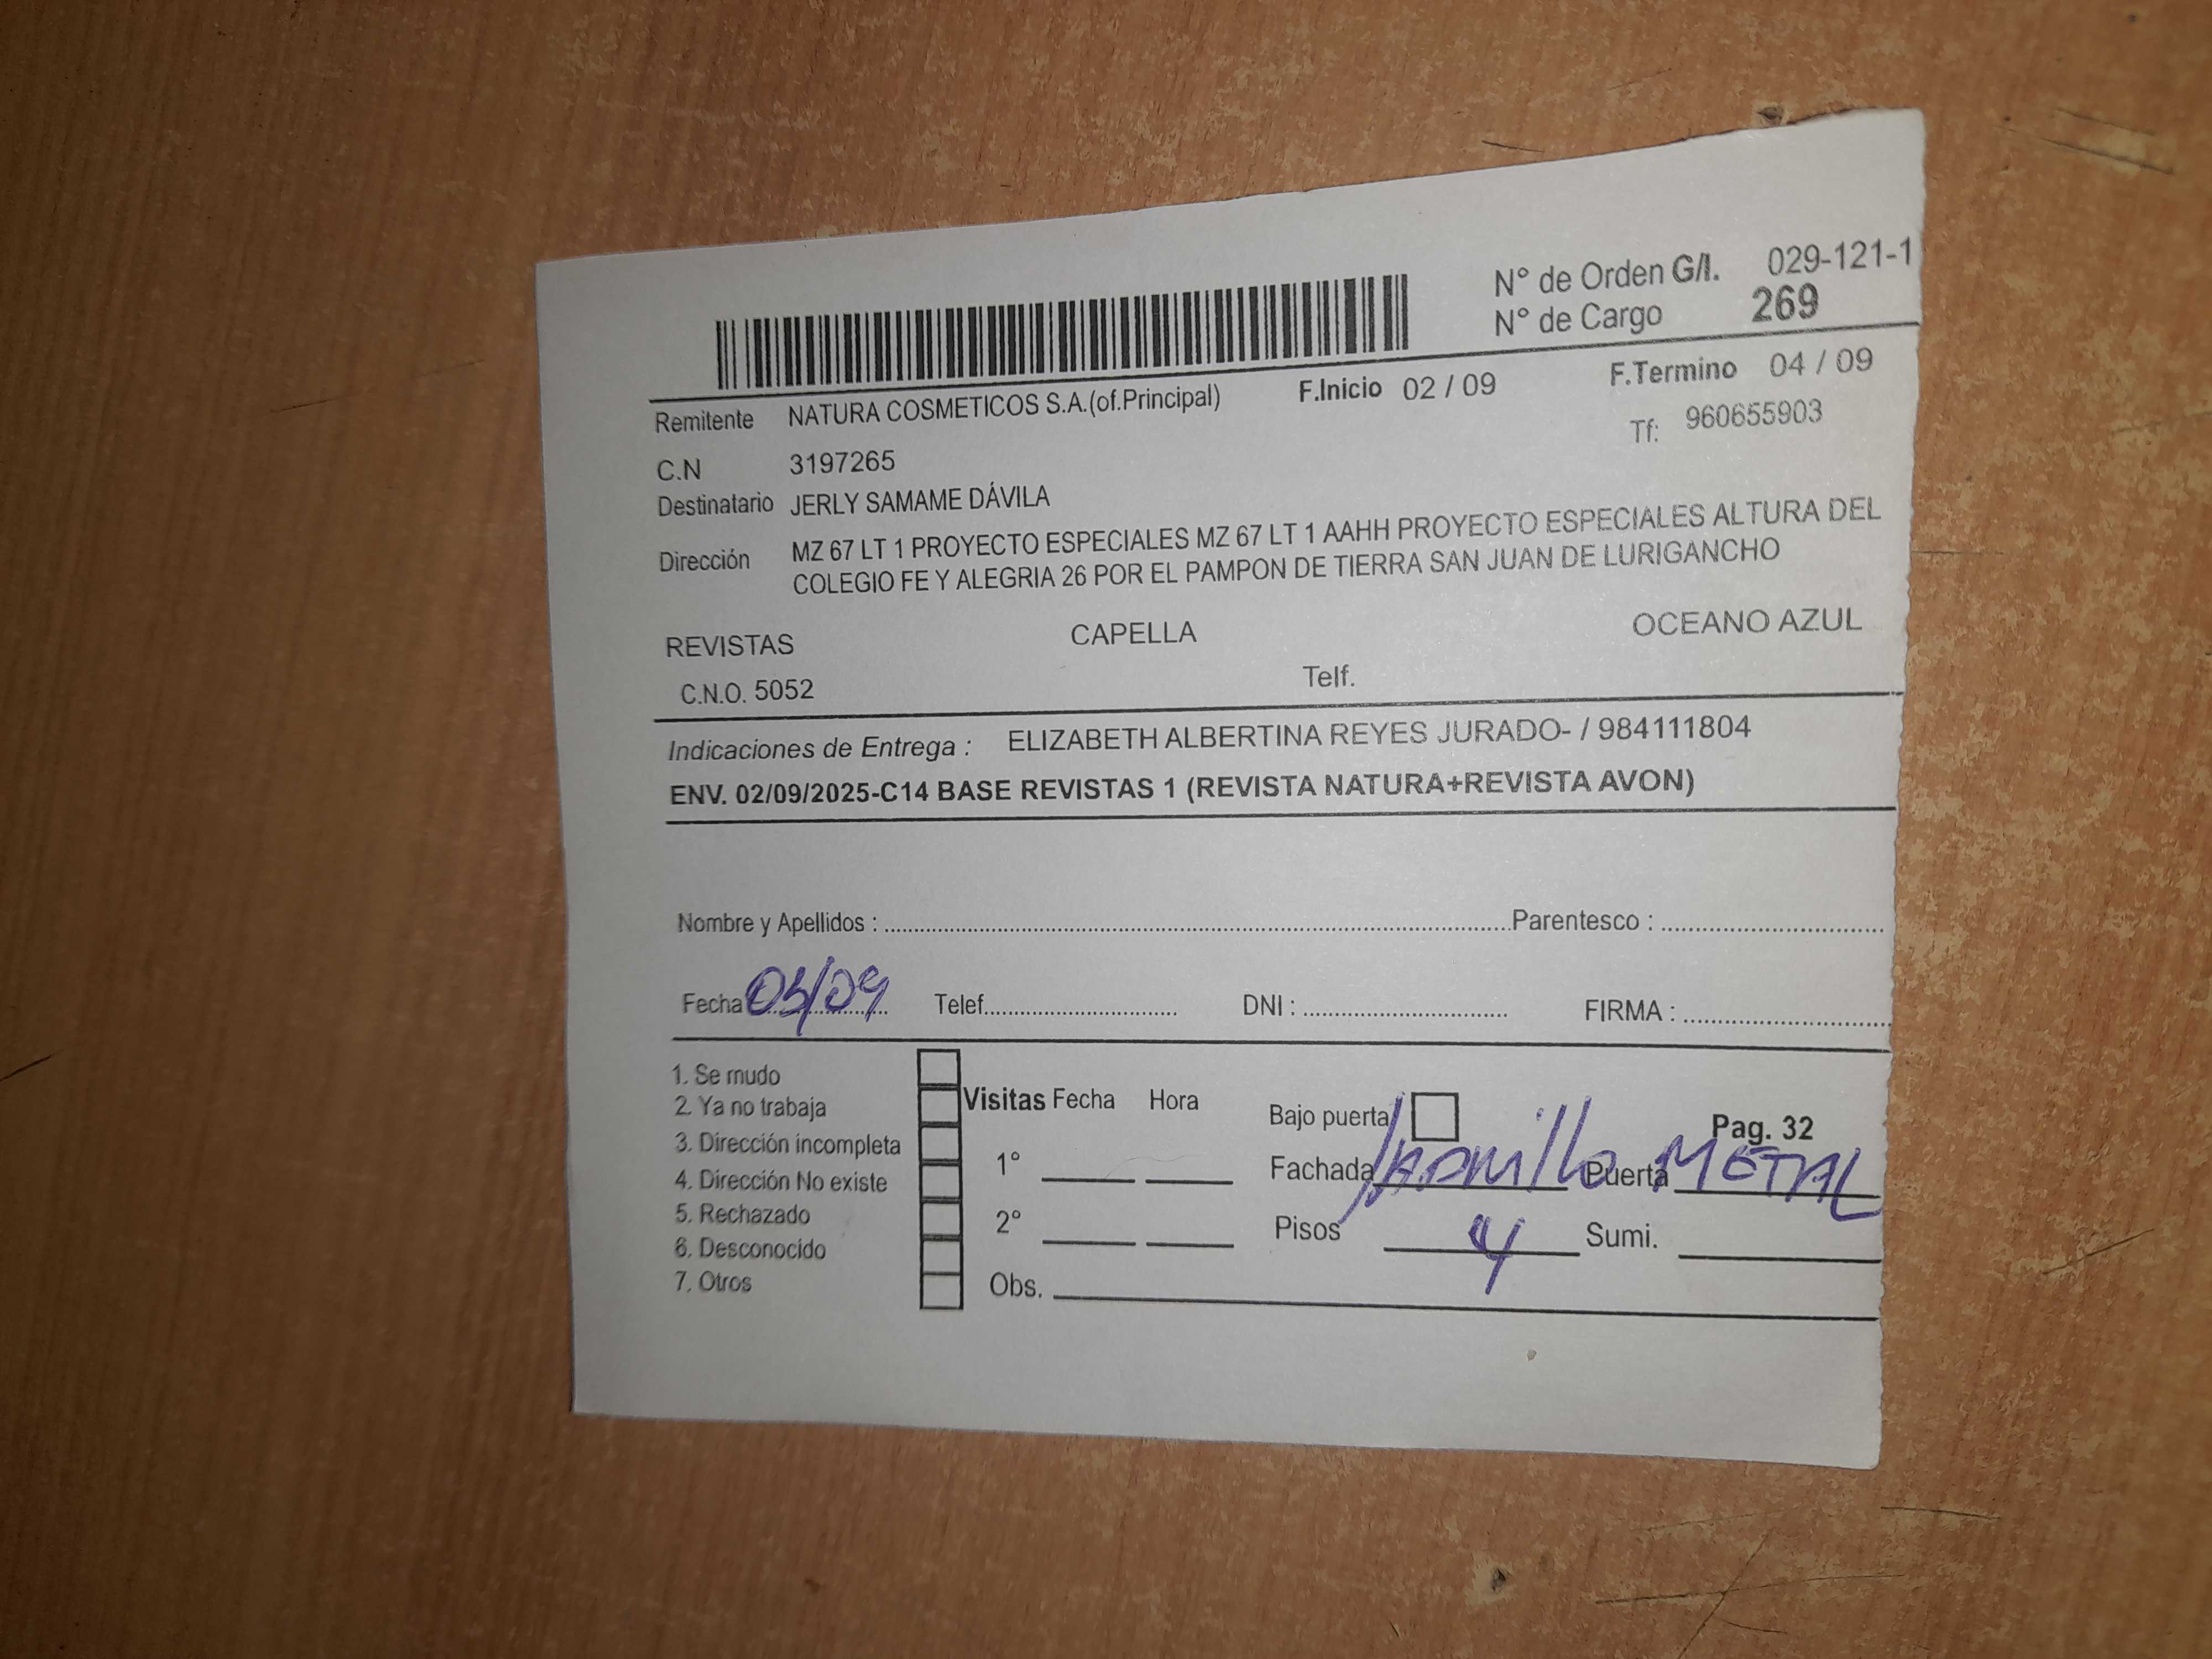 N° de Orden G/I. 029-121-1
N° de Cargo 269
Remitente NATURA COSMETICOS S.A.(of.Principal) F.Inicio 02 / 09 F.Termino 04 / 09
Tf: 960655903
C.N 3197265
Destinatario JERLY SAMAME DÁVILA
Dirección MZ 67 LT 1 PROYECTO ESPECIALES MZ 67 LT 1 AAHH PROYECTO ESPECIALES ALTURA DEL
COLEGIO FE Y ALEGRIA 26 POR EL PAMPON DE TIERRA SAN JUAN DE LURIGANCHO
REVISTAS CAPELLA OCEANO AZUL
C.N.O. 5052 Telf.
Indicaciones de Entrega : ELIZABETH ALBERTINA REYES JURADO- / 984111804
ENV. 02/09/2025-C14 BASE REVISTAS 1 (REVISTA NATURA+REVISTA AVON)
Nombre y Apellidos : Parentesco :
Fecha Telef. DNI : FIRMA :
1. Se mudo
2. Ya no trabaja Visitas Fecha Hora Bajo puerta Pag. 32
3. Dirección incompleta
4. Dirección No existe 1° Fachada Ladrillo Puerta METAL
5. Rechazado 2° Pisos 4 Sumi.
6. Desconocido
7. Otros Obs.